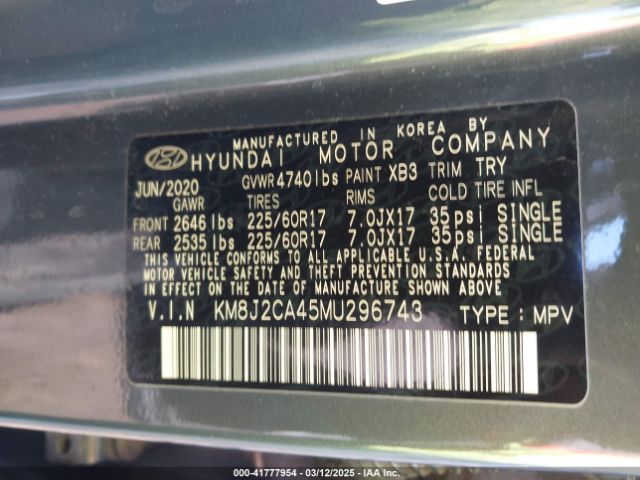 MANUFACTURED IN KOREA BY
HYUNDAI MOTOR COMPANY
JUN/2020 GVWR 4740lbs PAINT XB3 TRIM TRY
GAWR TIRES RIMS COLD TIRE INFL
FRONT 2646 lbs 225/60R17 7.0JX17 35psi SINGLE
REAR 2535 lbs 225/60R17 7.0JX17 35psi SINGLE
THIS VEHICLE CONFORMS TO ALL APPLICABLE U.S.A. FEDERAL
MOTOR VEHICLE SAFETY AND THEFT PREVENTION STANDARDS
IN EFFECT ON THE DATE OF MANUFACTURE SHOWN ABOVE.
V.I.N KM8J2CA45MU296743 TYPE: MPV
000-41777954 - 03/12/2025 - IAA Inc.